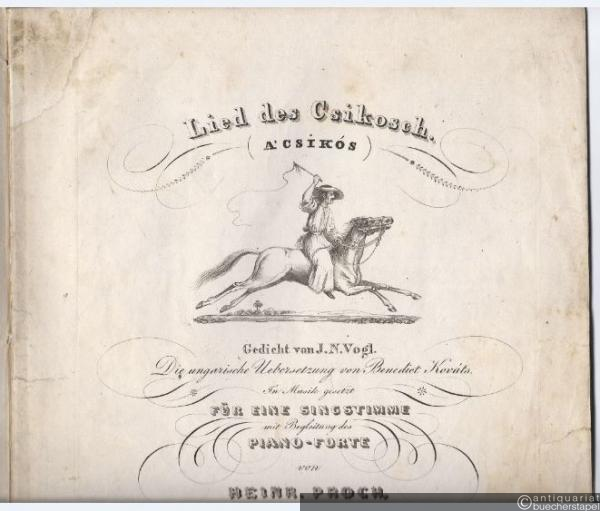 Lied des Csikosch.
(A' CSIKÓS)
Gedicht von J. N. Vogl.
Die ungarische Uebersetzung von Benedict Kováts.
In Musik gesetzt
FÜR EINE SINGSTIMME
mit Begleitung des
PIANO-FORTE
von
HEINR. PROCH.
©antiquariat
buecherstapel